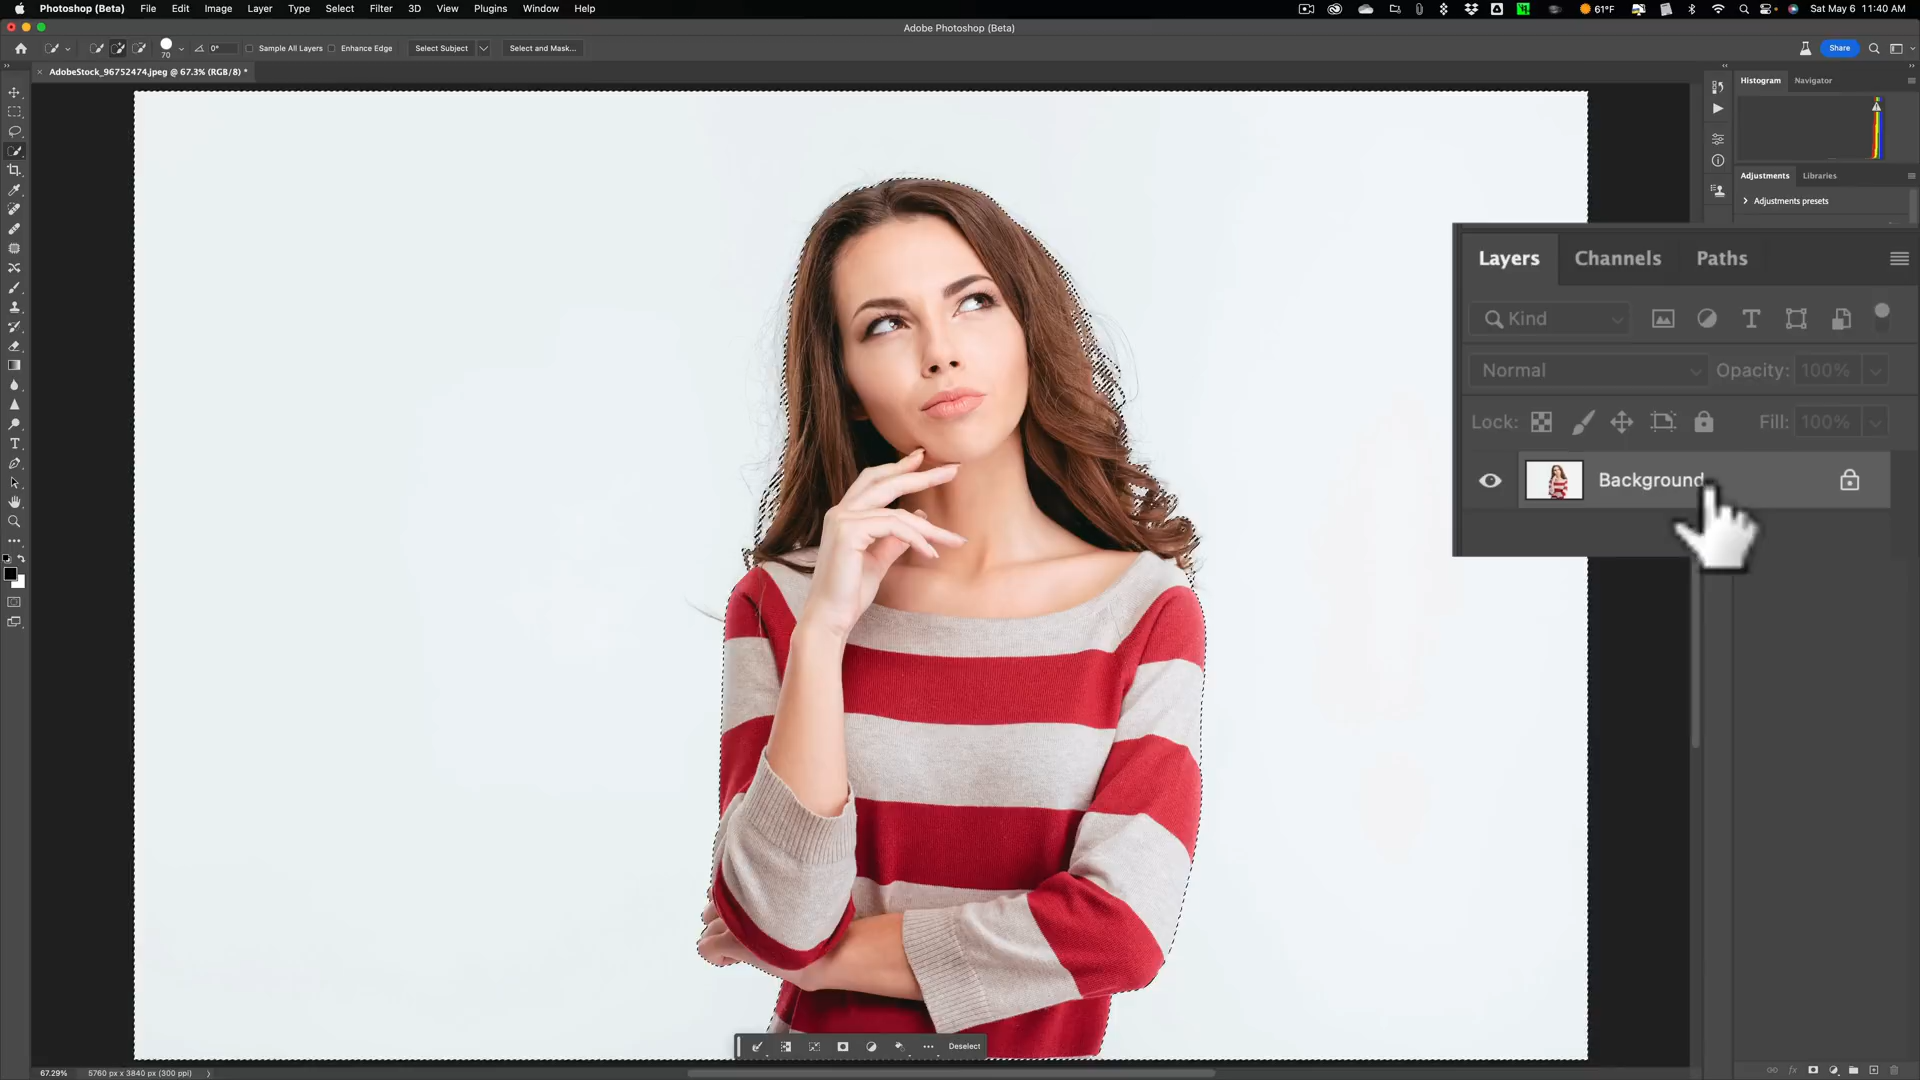 Photoshop (Beta) File Edit Image Layer Type Select Filter 3D View Plugins Window Help
61°F Sat May 6 11:40 AM
Adobe Photoshop (Beta)
70 0° Sample All Layers Enhance Edge Select Subject Select and Mask... Share
AdobeStock_96752474.jpeg @ 67.3% (RGB/8) *
Histogram Navigator
Adjustments Libraries
Adjustments presets
Layers Channels Paths
Kind
Normal Opacity: 100%
Lock: Fill: 100%
Background
Deselect
67.29% 5760 px x 3840 px (300 ppi)